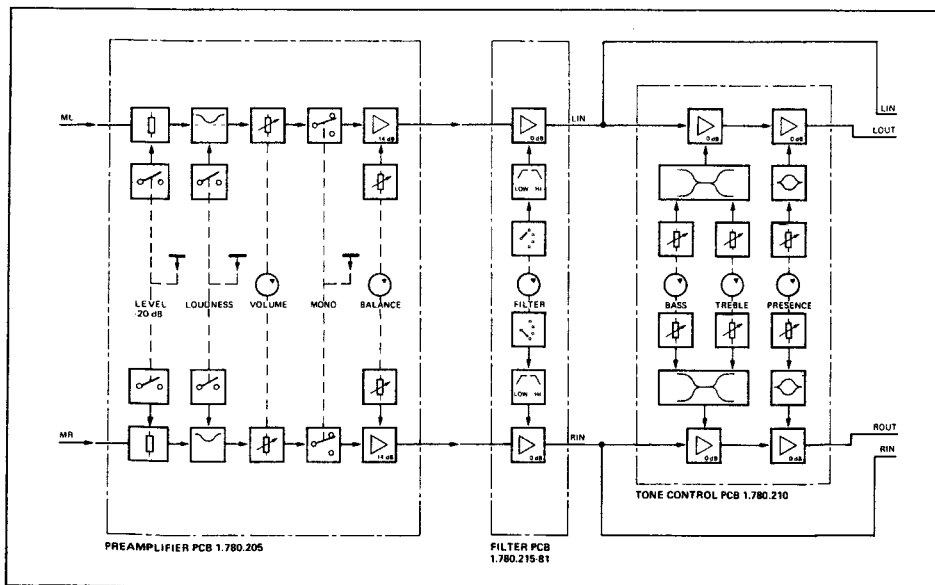 ML
14 dB
0 dB
LIN
0 dB
0 dB
LIN
LOUT
LOW HI
LEVEL
-20 dB
LOUDNESS
VOLUME
MONO
BALANCE
FILTER
BASS
TREBLE
PRESENCE
LOW HI
MR
14 dB
0 dB
RIN
0 dB
0 dB
ROUT
RIN
PREAMPLIFIER PCB 1.780.205
FILTER PCB
1.780.215-81
TONE CONTROL PCB 1.780.210